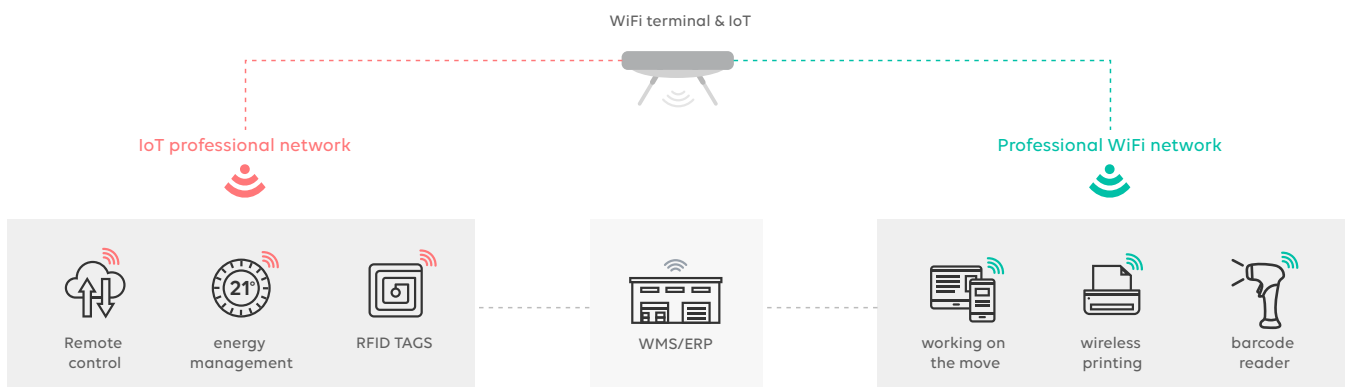 WiFi terminal & IoT
IoT professional network
Professional WiFi network
21°
Remote
control
energy
management
RFID TAGS
WMS/ERP
working on
the move
wireless
printing
barcode
reader